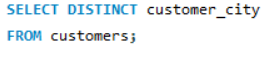 SELECT DISTINCT customer_city
FROM customers;